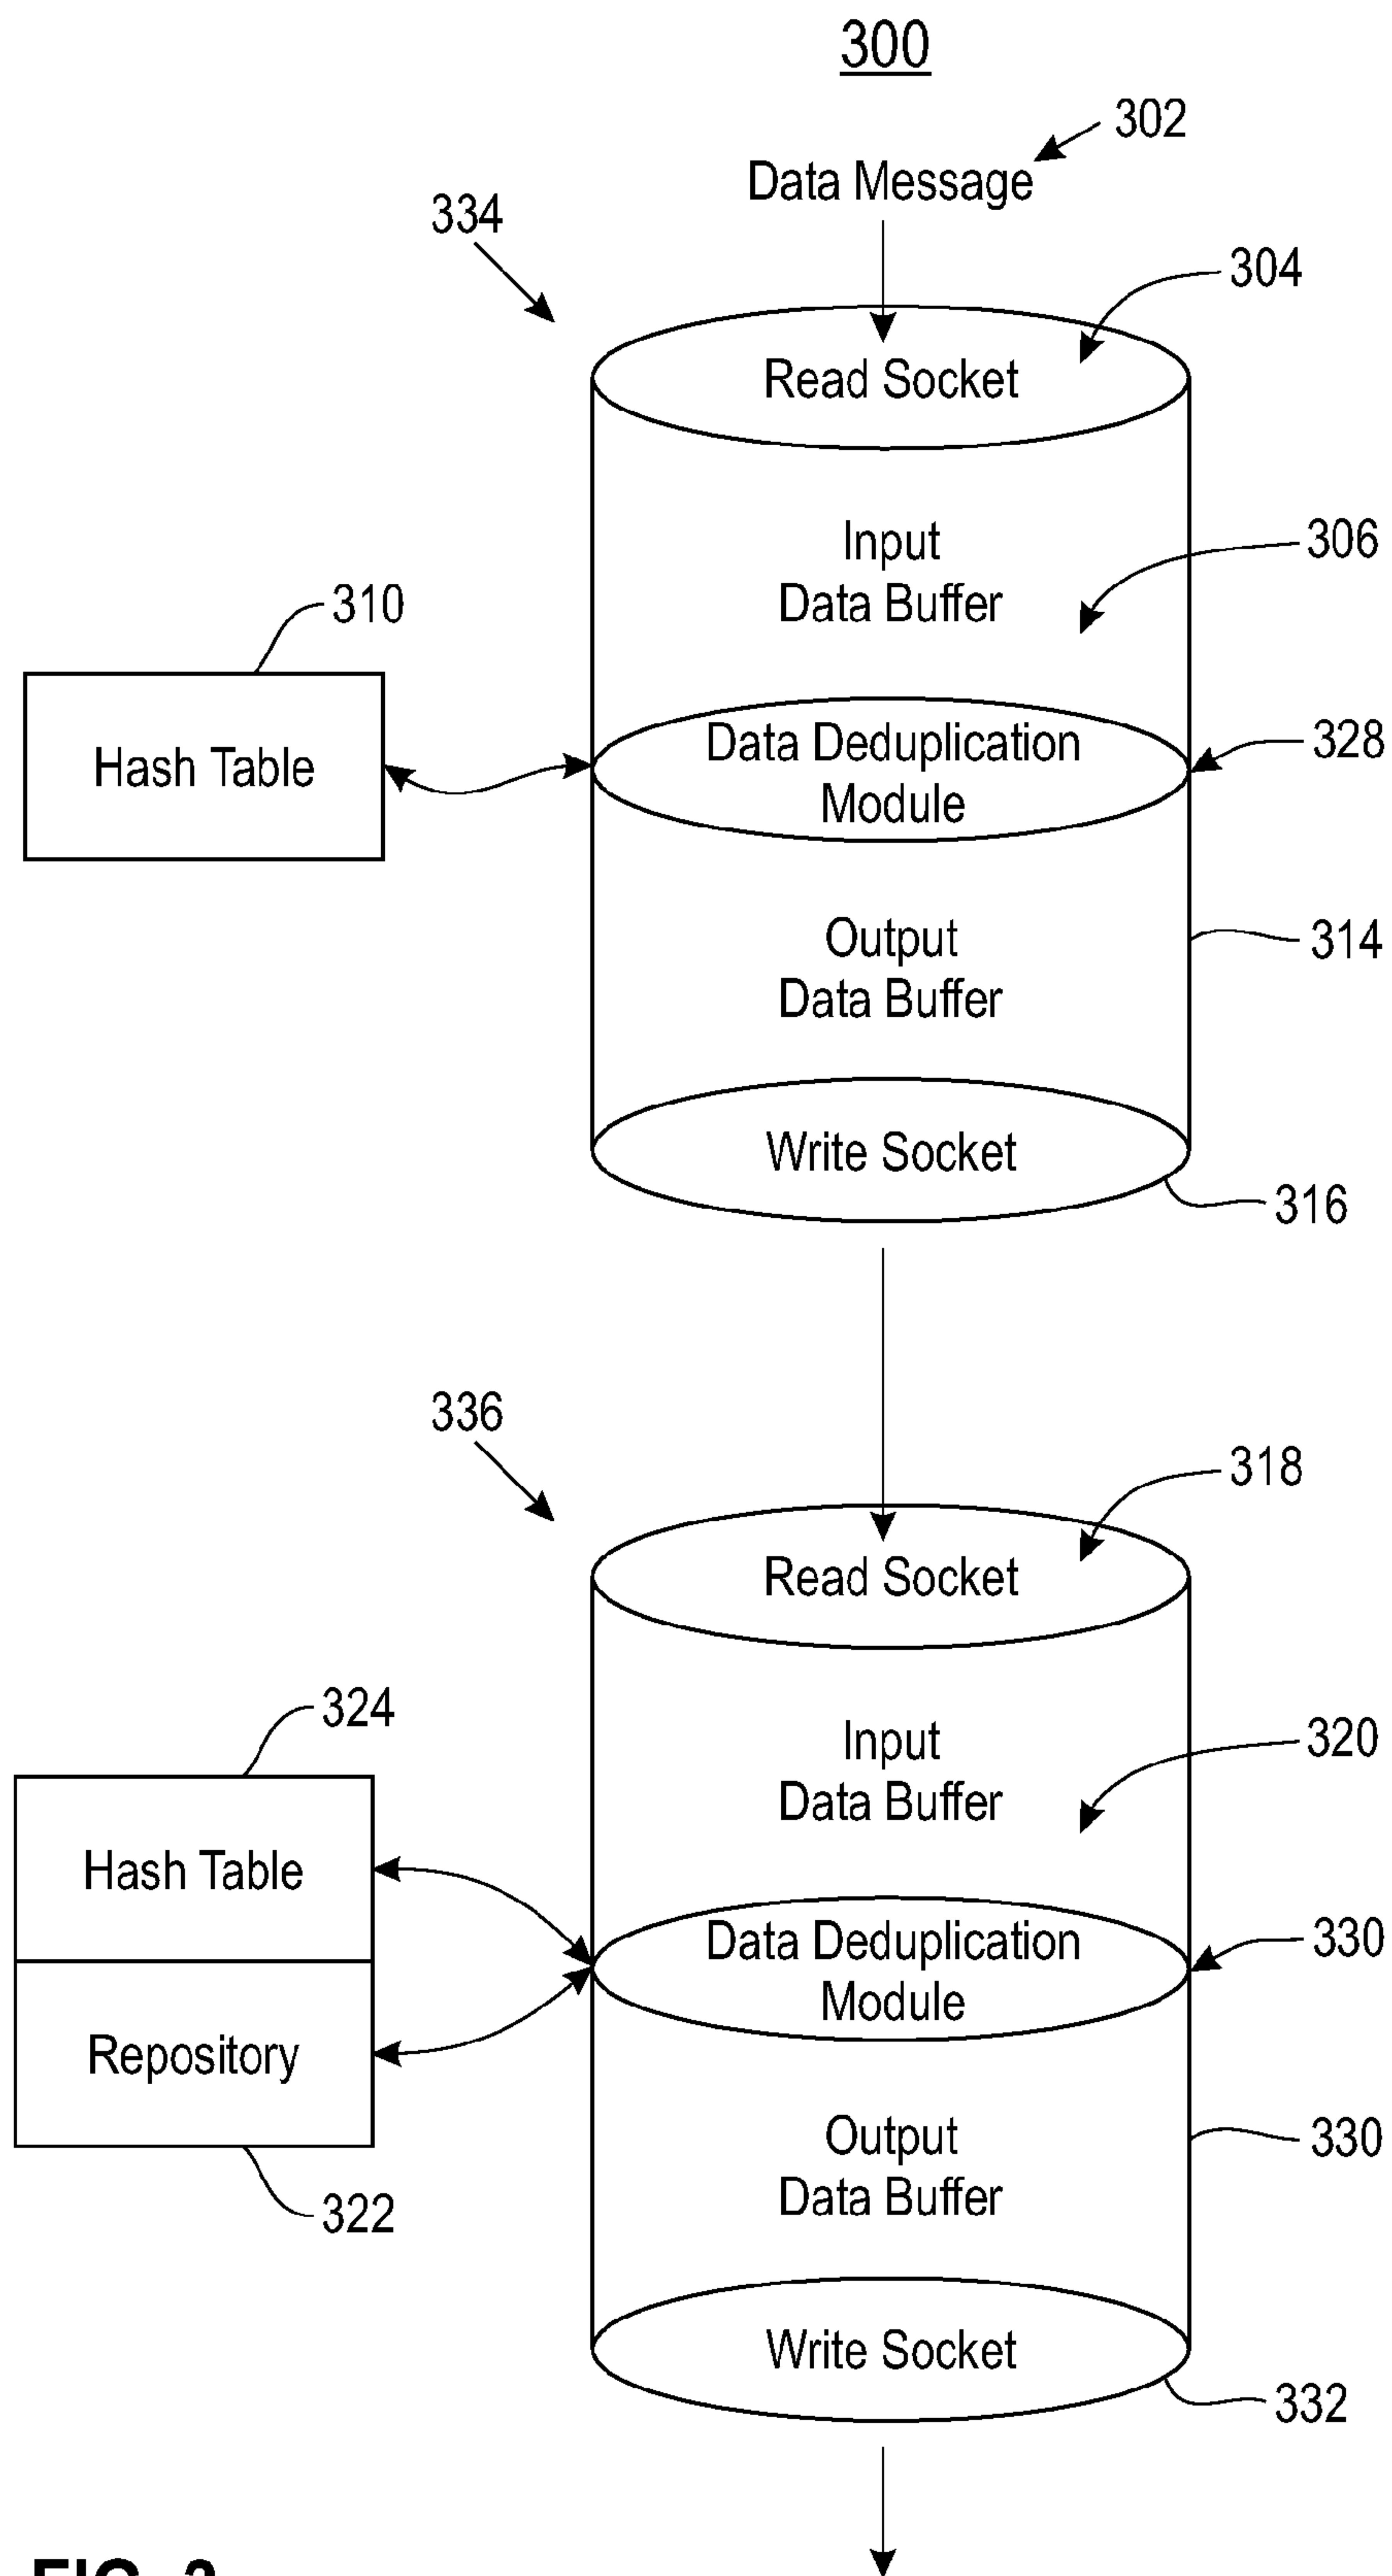 300
302
Data Message
334
304
Read Socket
Input
Data Buffer
306
310
Hash Table
Data Deduplication
Module
328
Output
Data Buffer
314
Write Socket
316
336
318
Read Socket
324
Input
Data Buffer
320
Hash Table
Data Deduplication
Module
330
Repository
Output
Data Buffer
330
322
Write Socket
332